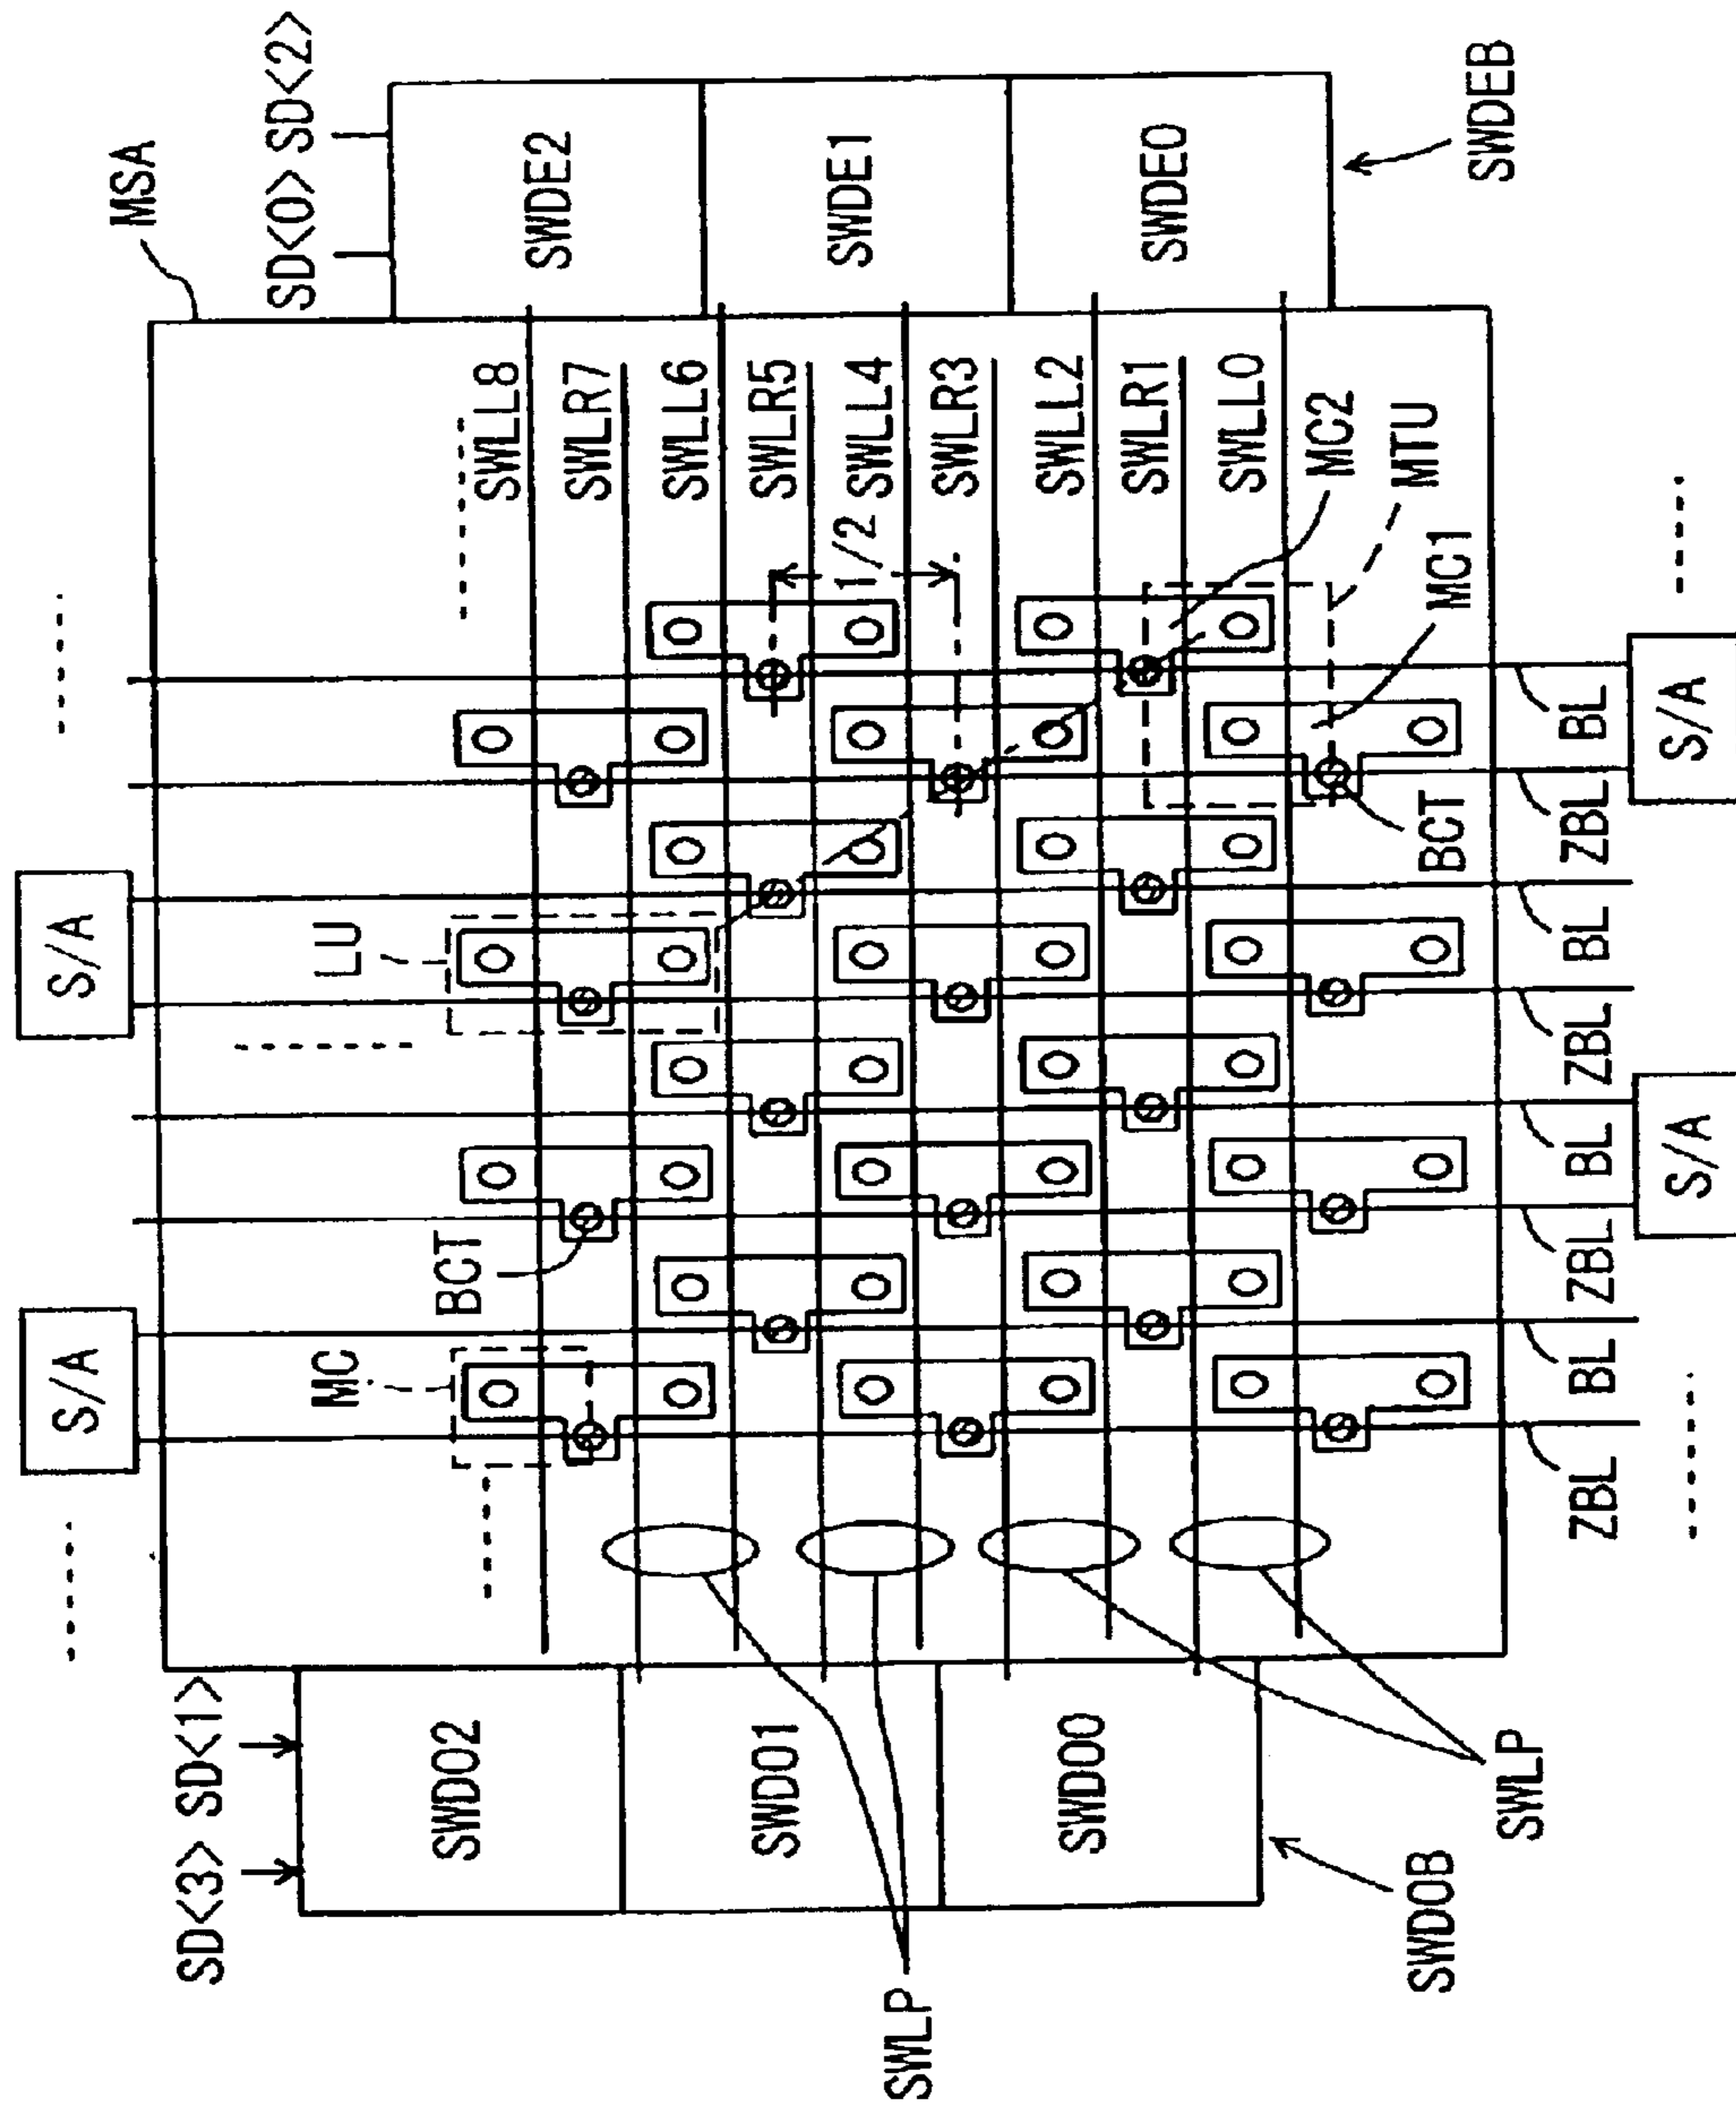 S/A
S/A
MSA
SD<3> SD<1>
SD<0> SD<2>
MC
LU
SWDO2
BCT
SWLL8
SWDE2
SWLR7
SWLL6
SWDO1
SWLR5
1/2
SWLL4
SWDE1
SWLP
SWLR3
SWDO0
SWLL2
SWLR1
SWDE0
SWLL0
MC2
MTU
SWDOB
BCT
MC1
SWDEB
SWLP
ZBL BL ZBL BL ZBL BL ZBL BL
S/A
S/A